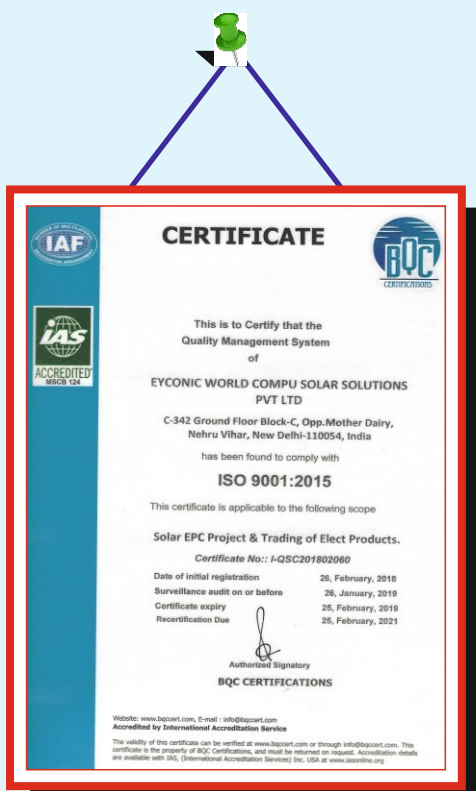 CERTIFICATE
IAF
BQC
CERTIFICATIONS
IAS
ACCREDITED
MSCB 124
This is to Certify that the
Quality Management System
of
EYCONIC WORLD COMPU SOLAR SOLUTIONS
PVT LTD
C-342 Ground Floor Block-C, Opp.Mother Dairy,
Nehru Vihar, New Delhi-110054, India
has been found to comply with
ISO 9001:2015
This certificate is applicable to the following scope
Solar EPC Project & Trading of Elect Products.
Certificate No:: I-QSC201802060
Date of initial registration 26, February, 2018
Surveillance audit on or before 26, January, 2019
Certificate expiry 25, February, 2019
Recertification Due 25, February, 2021
Authorized Signatory
BQC CERTIFICATIONS
Website: www.bqccert.com, E-mail : info@bqccert.com
Accredited by International Accreditation Service
The validity of this certificate can be verified at www.bqccert.com or through info@bqccert.com. This
certificate is the property of BQC Certifications, and must be returned on request. Accreditation details
are available with IAS, (International Accreditation Services) Inc. USA at www.iasonline.org